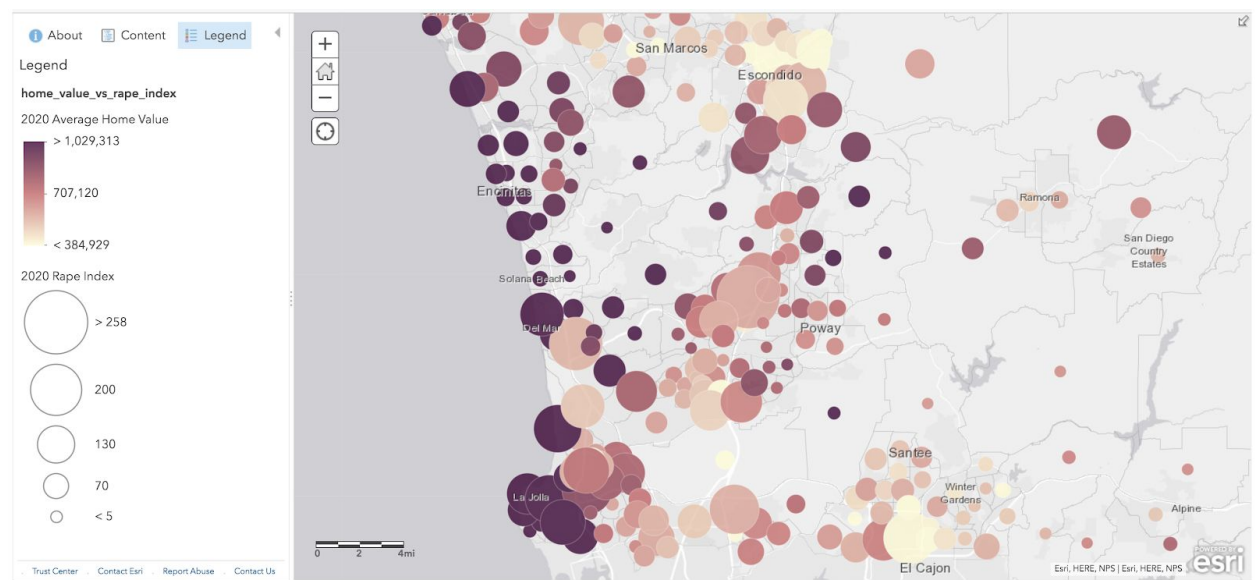 About
Content
Legend
Legend
home_value_vs_rape_index
2020 Average Home Value
> 1,029,313
707,120
< 384,929
2020 Rape Index
> 258
200
130
70
< 5
Trust Center . Contact Esri . Report Abuse . Contact Us
San Marcos
Escondido
Encinitas
Ramona
San Diego
Country
Estates
Solana Beach
Del Mar
Poway
Santee
La Jolla
Winter
Gardens
Alpine
El Cajon
0 2 4mi
Esri, HERE, NPS | Esri, HERE, NPS
POWERED BY
esri